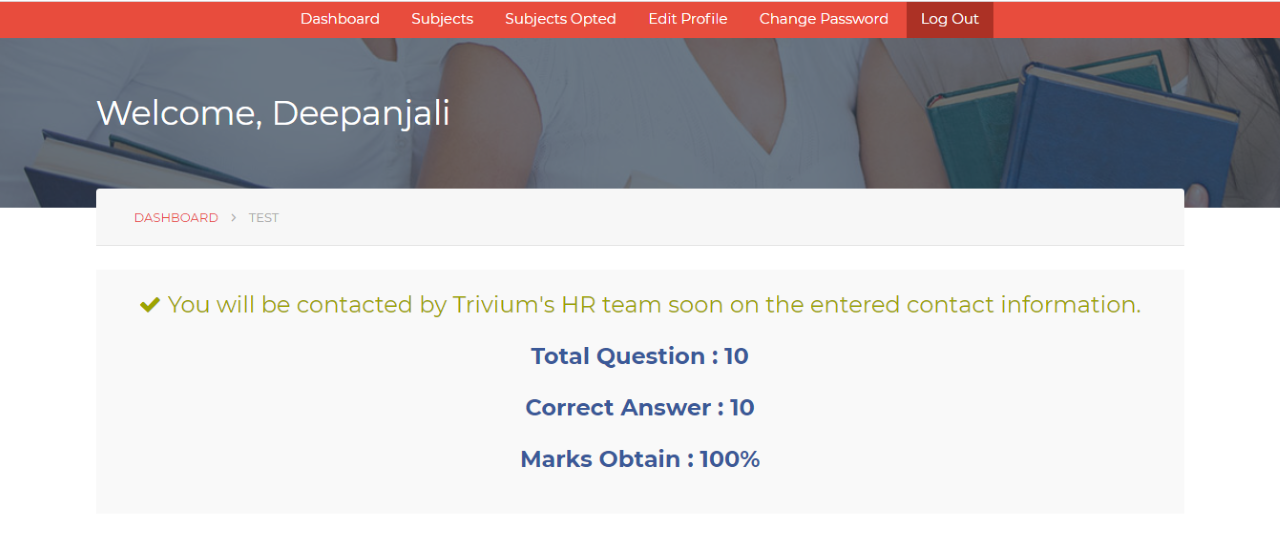 Dashboard Subjects Subjects Opted Edit Profile Change Password Log Out
Welcome, Deepanjali
DASHBOARD > TEST
You will be contacted by Trivium's HR team soon on the entered contact information.
Total Question : 10
Correct Answer : 10
Marks Obtain : 100%